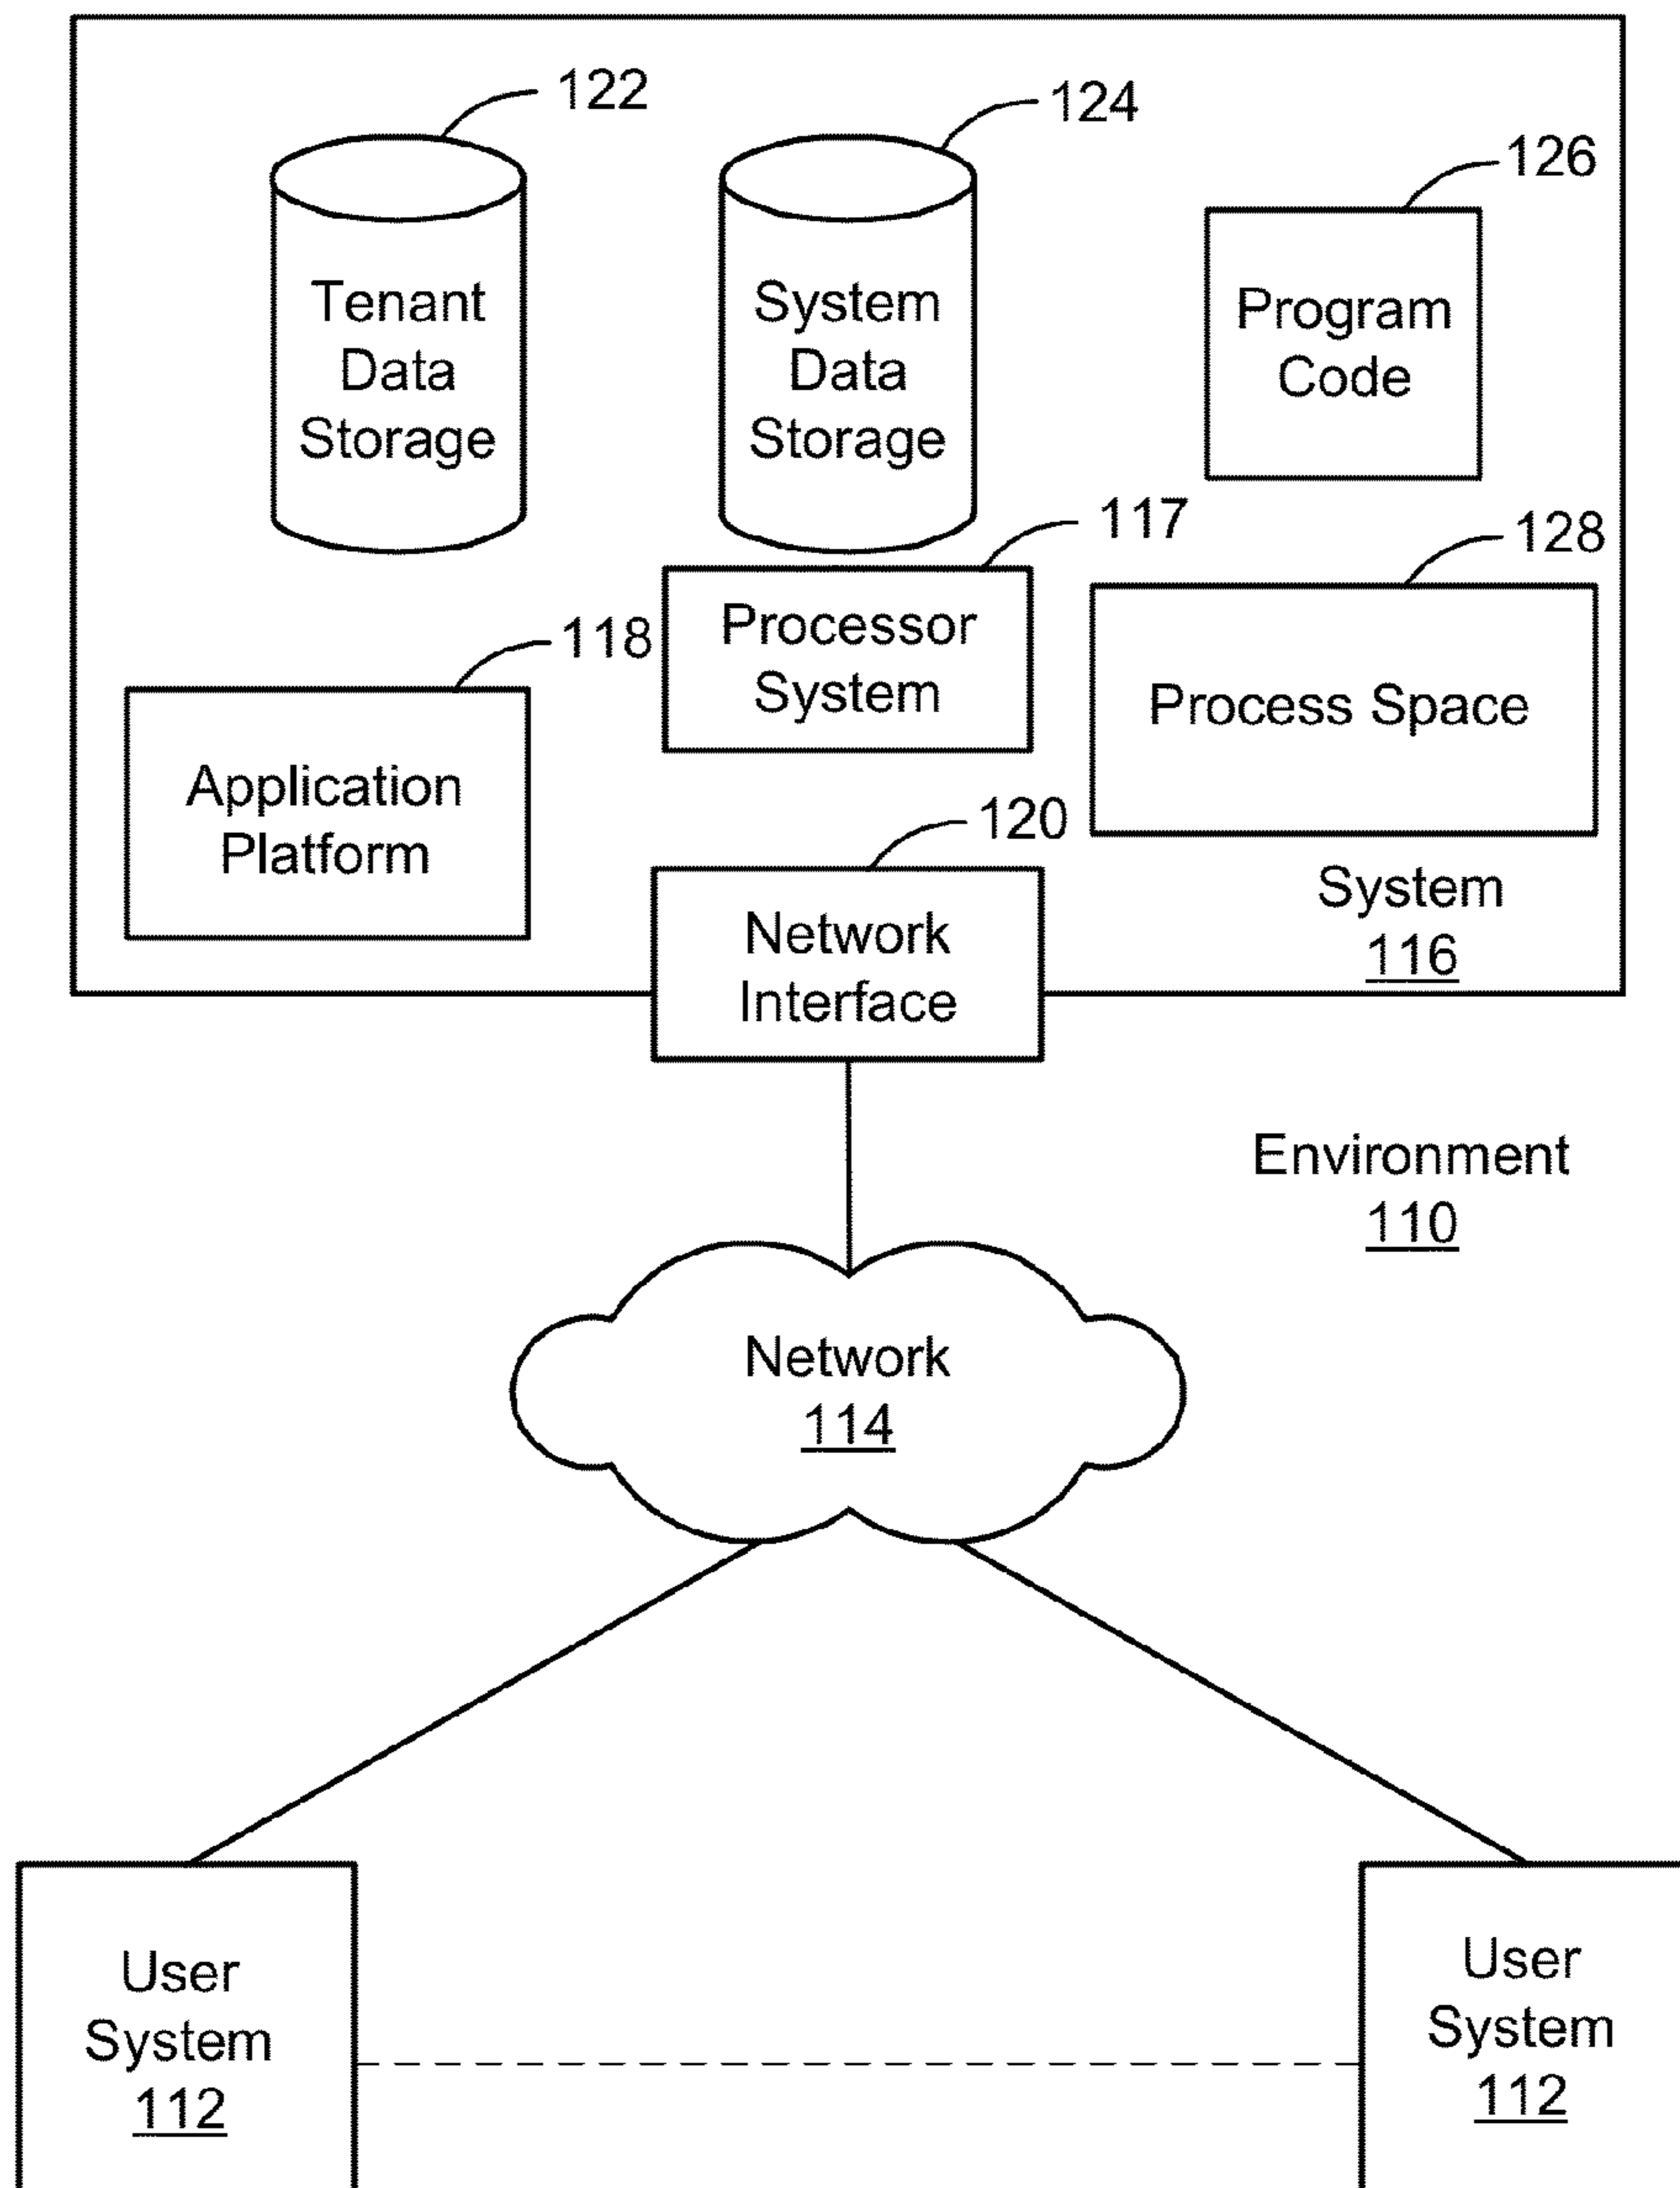 122
124
126
Tenant
Data
Storage
System
Data
Storage
Program
Code
117
128
118
Processor
System
Process Space
Application
Platform
120
System
116
Network
Interface
Environment
110
Network
114
User
System
112
User
System
112